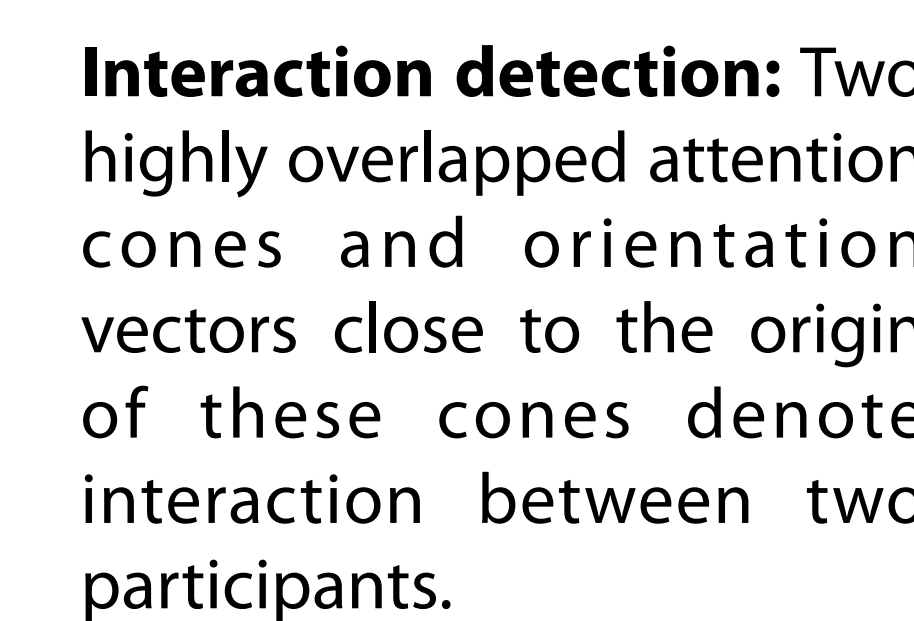 Interaction detection: Two
highly overlapped attention
cones and orientation
vectors close to the origin
of these cones denote
interaction between two
participants.